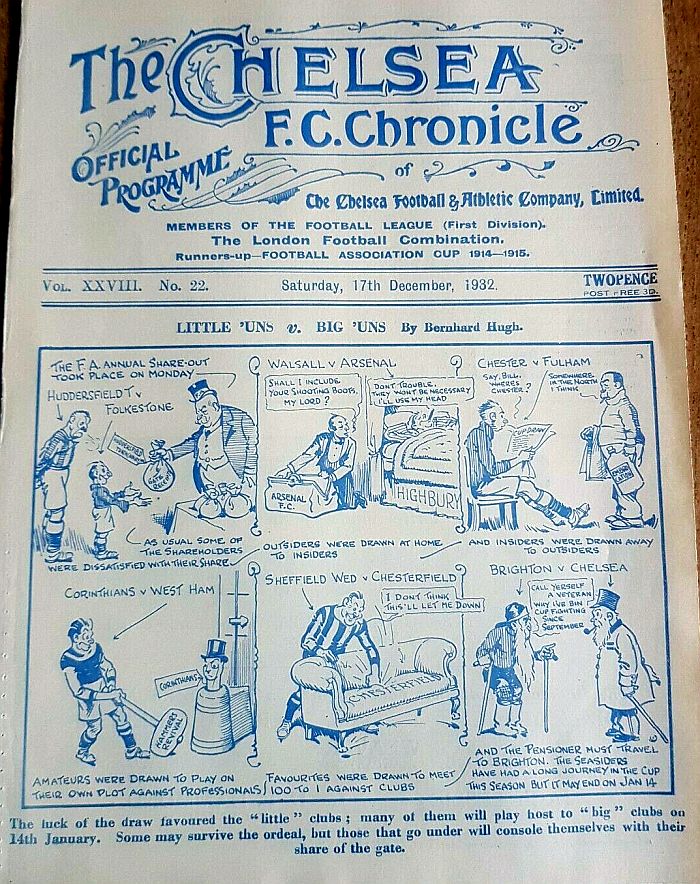 The CHELSEA
F.C. Chronicle
OFFICIAL
PROGRAMME
of
The Chelsea Football & Athletic Company, Limited.
MEMBERS OF THE FOOTBALL LEAGUE (First Division).
The London Football Combination.
Runners-up—FOOTBALL ASSOCIATION CUP 1914—1915.
VOL. XXVIII. No. 22.
Saturday, 17th December, 1932.
TWOPENCE
POST FREE 3D.
LITTLE 'UNS v. BIG 'UNS By Bernhard Hugh.
THE F.A. ANNUAL SHARE-OUT
TOOK PLACE ON MONDAY
HUDDERSFIELD T v
FOLKESTONE
HUDDERSFIELD
FOLKESTONE
GATE
AS USUAL SOME OF
THE SHAREHOLDERS
WERE DISSATISFIED WITH THEIR SHARE
WALSALL v ARSENAL
SHALL I INCLUDE
YOUR SHOOTING BOOTS,
MY LORD?
DON'T TROUBLE,
THEY WON'T BE NECESSARY
I'LL USE MY HEAD
ARSENAL
F.C.
HIGHBURY
OUTSIDERS WERE DRAWN AT HOME
TO INSIDERS
CHESTER v FULHAM
SAY, BILL,
WHERE'S
CHESTER?
SOMEWHERE
IN THE NORTH
I THINK
CUP DRAW
AND INSIDERS WERE DRAWN AWAY
TO OUTSIDERS
CORINTHIANS v WEST HAM
CORINTHIANS
HAMMERS
REVIVAL
AMATEURS WERE DRAWN TO PLAY ON
THEIR OWN PLOT AGAINST PROFESSIONALS
SHEFFIELD WED v CHESTERFIELD
I DON'T THINK
THIS'LL LET ME DOWN
CHESTERFIELD
FAVOURITES WERE DRAWN TO MEET
100 TO 1 AGAINST CLUBS
BRIGHTON v CHELSEA
CALL YERSELF
A VETERAN
WHY I'VE BIN
CUP FIGHTING
SINCE
SEPTEMBER
AND THE PENSIONER MUST TRAVEL
TO BRIGHTON. THE SEASIDERS
HAVE HAD A LONG JOURNEY IN THE CUP
THIS SEASON BUT IT MAY END ON JAN 14
The luck of the draw favoured the "little" clubs; many of them will play host to "big" clubs on
14th January. Some may survive the ordeal, but those that go under will console themselves with their
share of the gate.